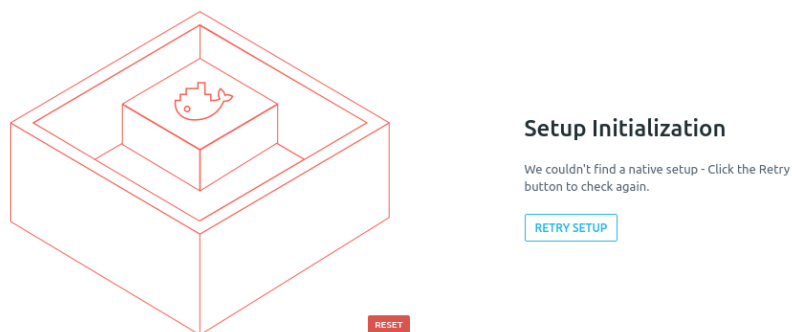 Setup Initialization
We couldn't find a native setup - Click the Retry
button to check again.
RETRY SETUP
RESET